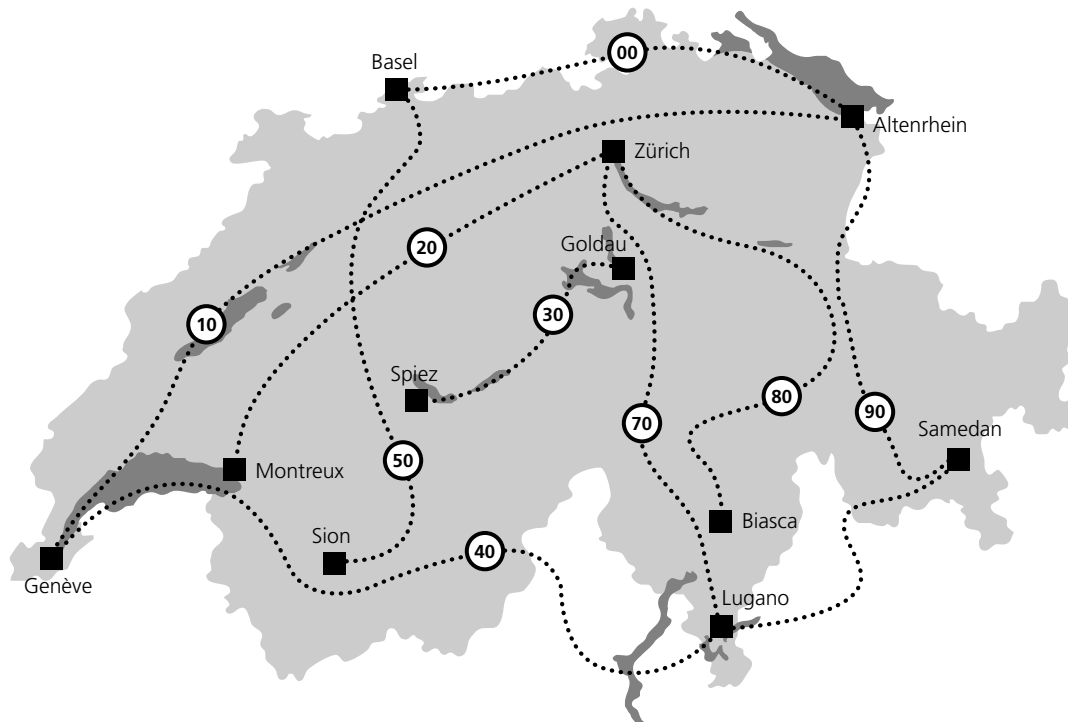 00
Basel
Altenrhein
Zürich
20
Goldau
10
30
Spiez
80
90
70
Samedan
50
Montreux
Biasca
Sion
40
Genève
Lugano